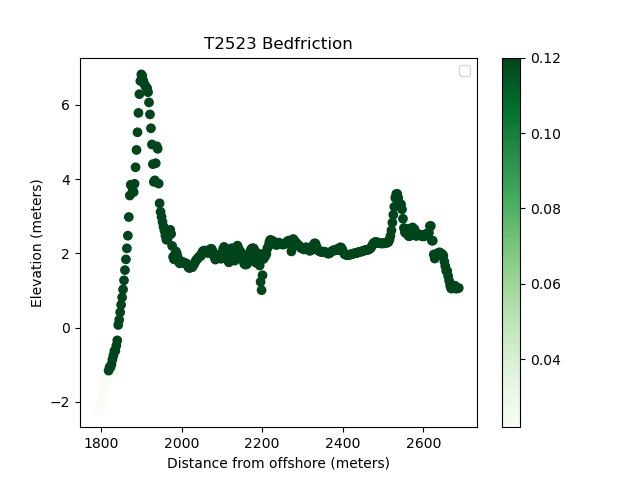 T2523 Bedfriction
6
4
2
0
−2
Elevation (meters)
1800 2000 2200 2400 2600
Distance from offshore (meters)
0.12
0.10
0.08
0.06
0.04